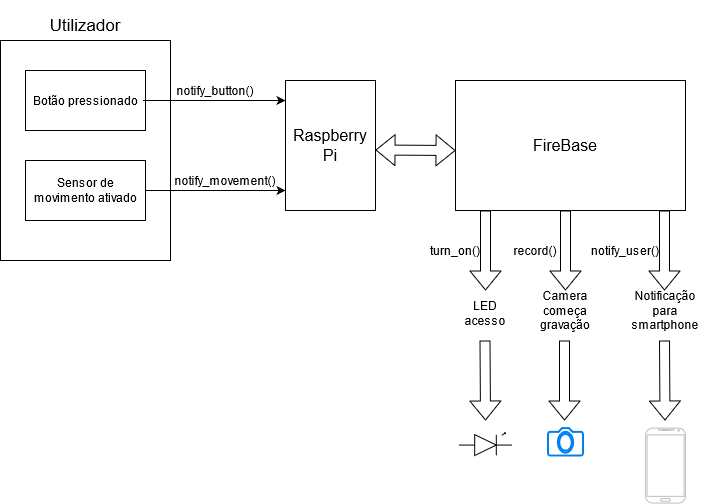 Utilizador
Botão pressionado
notify_button()
Sensor de
movimento ativado
notify_movement()
Raspberry
Pi
FireBase
turn_on()
record()
notify_user()
LED
acesso
Camera
começa
gravação
Notificação
para
smartphone